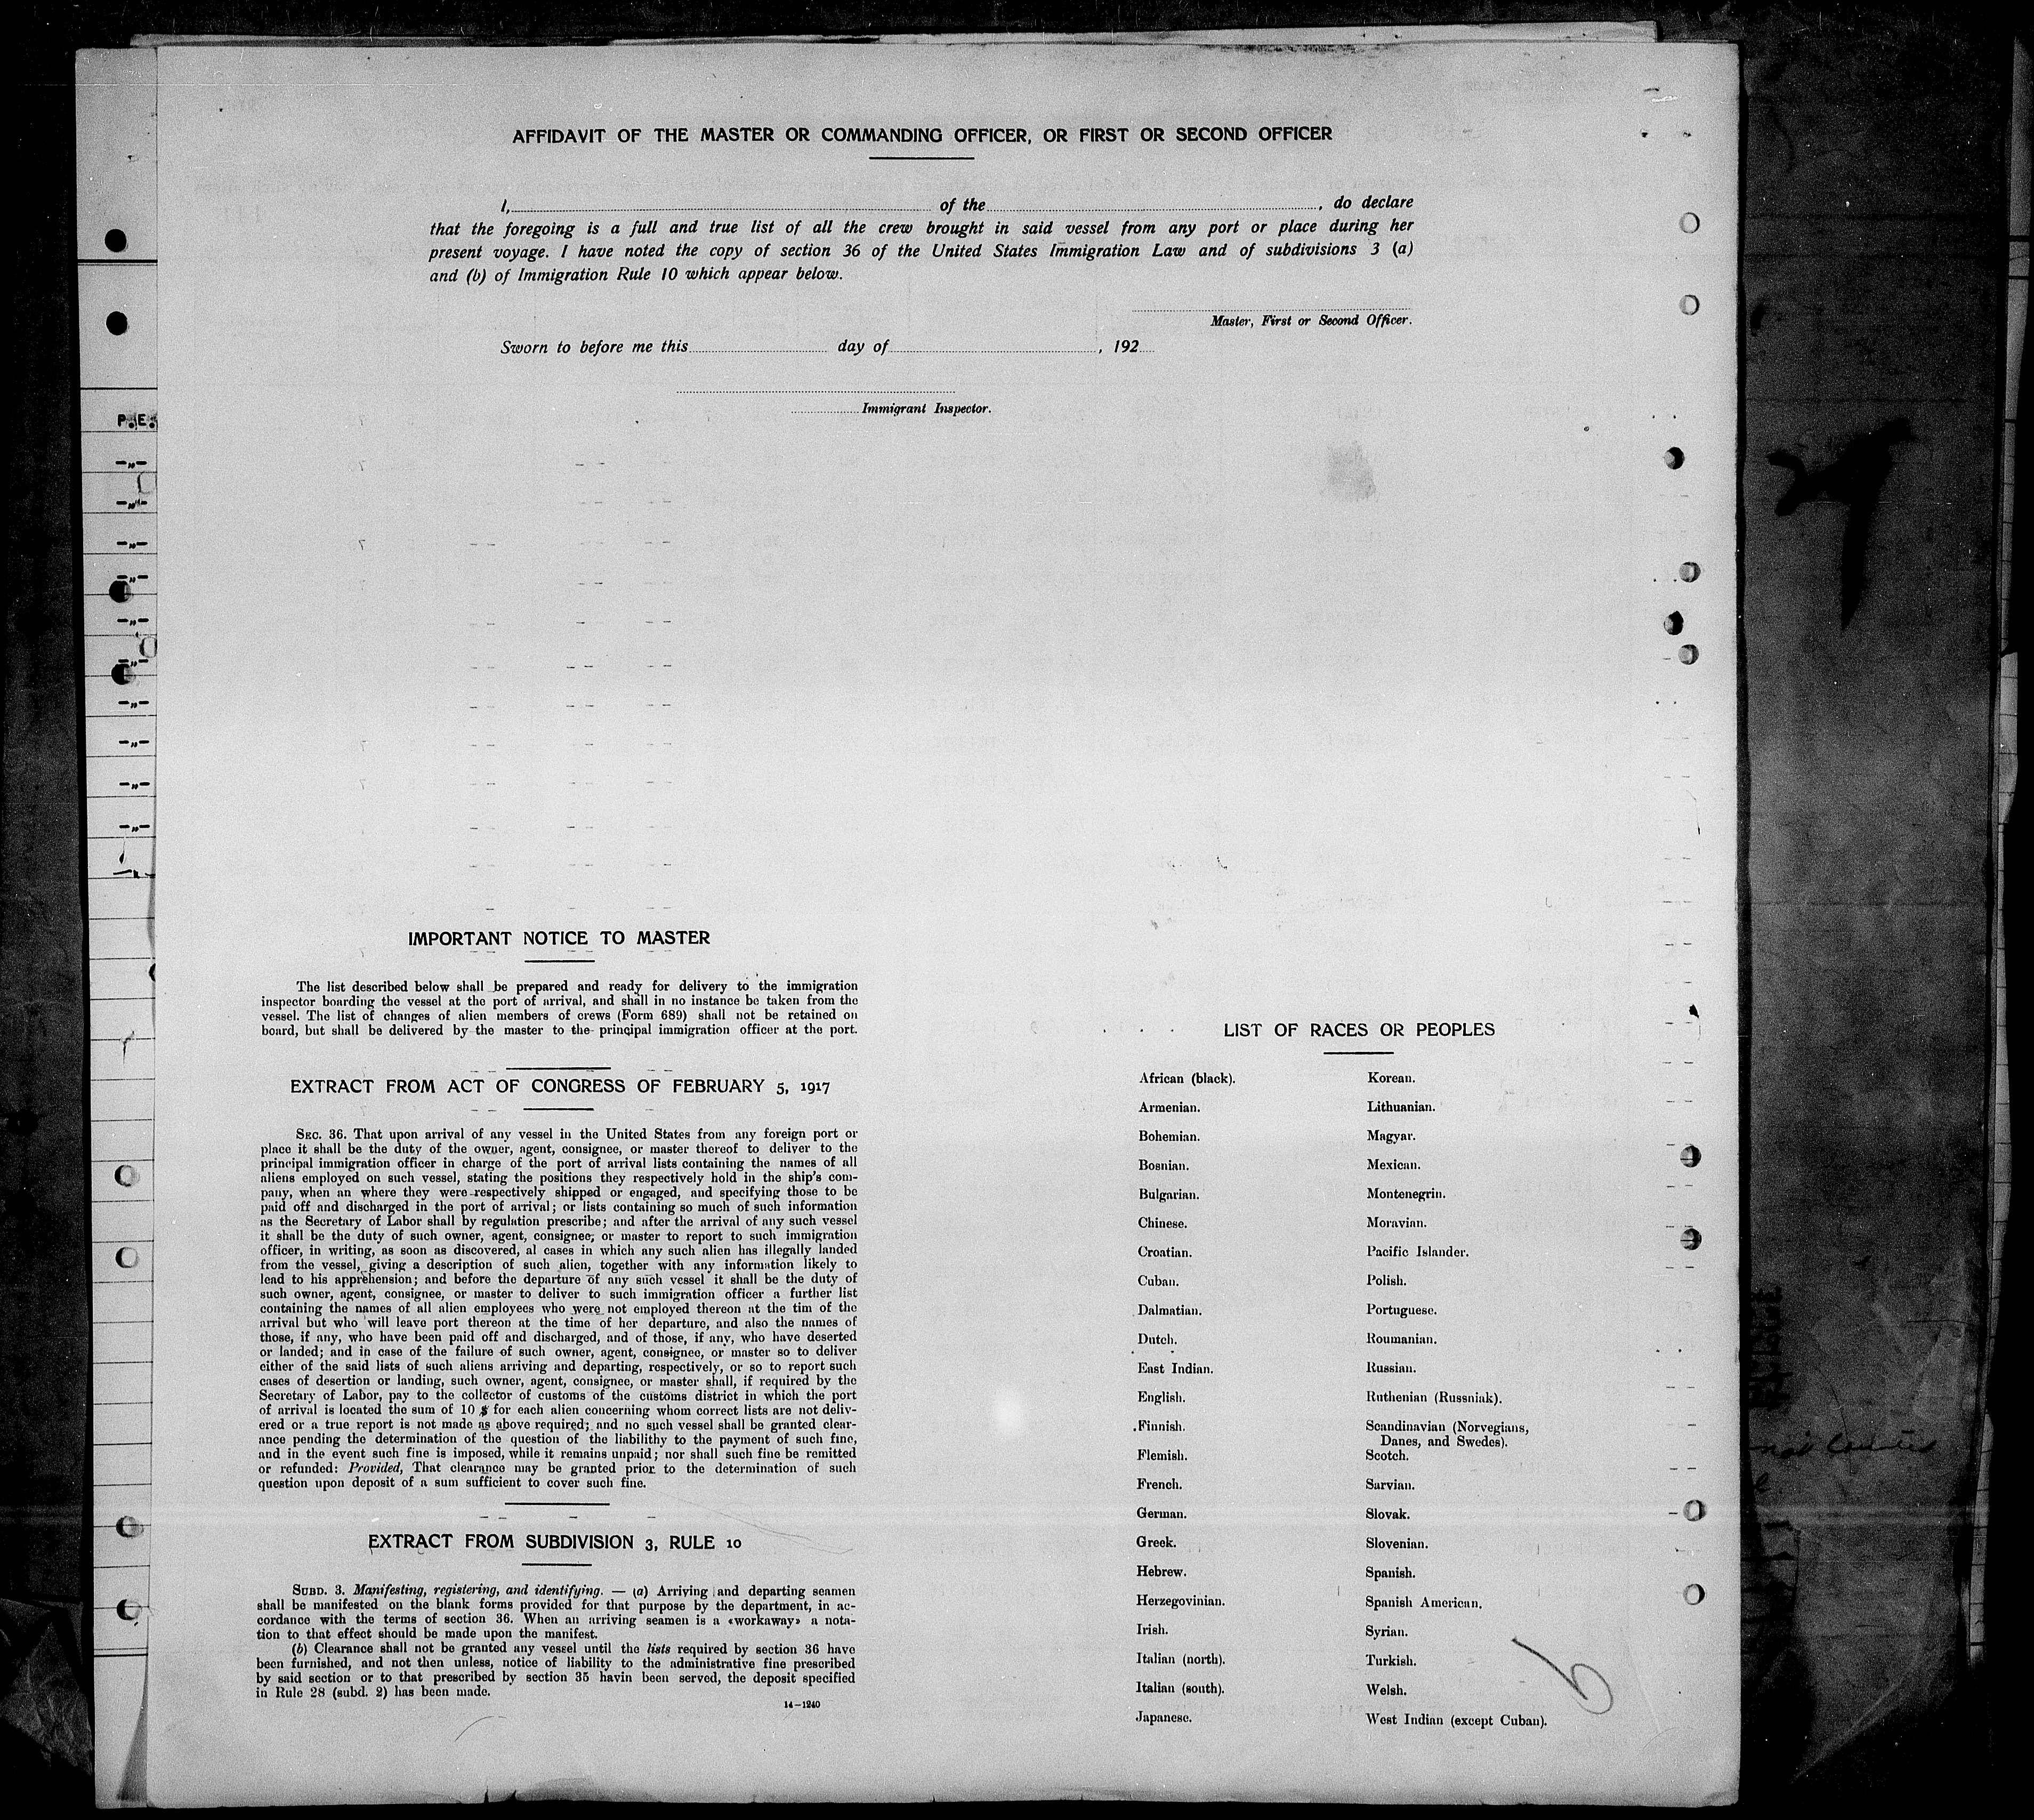 AFFIDAVIT OF THE MASTER OR COMMANDING OFFICER, OR FIRST OR SECOND OFFICER
I, of the , do declare
that the foregoing is a full and true list of all the crew brought in said vessel from any port or place during her
present voyage. I have noted the copy of section 36 of the United States Immigration Law and of subdivisions 3 (a)
and (b) of Immigration Rule 10 which appear below.
Master, First or Second Officer.
Sworn to before me this day of , 192
Immigrant Inspector.
P.E.
-„-
-„-
-„-
-„-
-„-
-„-
-„-
-„-
-„-
-„-
IMPORTANT NOTICE TO MASTER
The list described below shall be prepared and ready for delivery to the immigration
inspector boarding the vessel at the port of arrival, and shall in no instance be taken from the
vessel. The list of changes of alien members of crews (Form 689) shall not be retained on
board, but shall be delivered by the master to the principal immigration officer at the port.
EXTRACT FROM ACT OF CONGRESS OF FEBRUARY 5, 1917
SEC. 36. That upon arrival of any vessel in the United States from any foreign port or
place it shall be the duty of the owner, agent, consignee, or master thereof to deliver to the
principal immigration officer in charge of the port of arrival lists containing the names of all
aliens employed on such vessel, stating the positions they respectively hold in the ship's com-
pany, when an where they were respectively shipped or engaged, and specifying those to be
paid off and discharged in the port of arrival; or lists containing so much of such information
as the Secretary of Labor shall by regulation prescribe; and after the arrival of any such vessel
it shall be the duty of such owner, agent, consignee, or master to report to such immigration
officer, in writing, as soon as discovered, al cases in which any such alien has illegally landed
from the vessel, giving a description of such alien, together with any information likely to
lead to his apprehension; and before the departure of any such vessel it shall be the duty of
such owner, agent, consignee, or master to deliver to such immigration officer a further list
containing the names of all alien employees who were not employed thereon at the tim of the
arrival but who will leave port thereon at the time of her departure, and also the names of
those, if any, who have been paid off and discharged, and of those, if any, who have deserted
or landed; and in case of the failure of such owner, agent, consignee, or master so to deliver
either of the said lists of such aliens arriving and departing, respectively, or so to report such
cases of desertion or landing, such owner, agent, consignee, or master shall, if required by the
Secretary of Labor, pay to the collector of customs of the customs district in which the port
of arrival is located the sum of 10 $ for each alien concerning whom correct lists are not deliv-
ered or a true report is not made as above required; and no such vessel shall be granted clear-
ance pending the determination of the question of the liabilithy to the payment of such fine,
and in the event such fine is imposed, while it remains unpaid; nor shall such fine be remitted
or refunded: Provided, That clearance may be granted prior to the determination of such
question upon deposit of a sum sufficient to cover such fine.
EXTRACT FROM SUBDIVISION 3, RULE 10
SUBD. 3. Manifesting, registering, and identifying. — (a) Arriving and departing seamen
shall be manifested on the blank forms provided for that purpose by the department, in ac-
cordance with the terms of section 36. When an arriving seamen is a «workaway» a nota-
tion to that effect should be made upon the manifest.
(b) Clearance shall not be granted any vessel until the lists required by section 36 have
been furnished, and not then unless, notice of liability to the administrative fine prescribed
by said section or to that prescribed by section 35 havin been served, the deposit specified
in Rule 28 (subd. 2) has been made.
14-1240
LIST OF RACES OR PEOPLES
African (black).
Armenian.
Bohemian.
Bosnian.
Bulgarian.
Chinese.
Croatian.
Cuban.
Dalmatian.
Dutch.
East Indian.
English.
Finnish.
Flemish.
French.
German.
Greek.
Hebrew.
Herzegovinian.
Irish.
Italian (north).
Italian (south).
Japanese.
Korean.
Lithuanian.
Magyar.
Mexican.
Montenegrin.
Moravian.
Pacific Islander.
Polish.
Portuguese.
Roumanian.
Russian.
Ruthenian (Russniak).
Scandinavian (Norvegians,
Danes, and Swedes).
Scotch.
Sarvian.
Slovak.
Slovenian.
Spanish.
Spanish American.
Syrian.
Turkish.
Welsh.
West Indian (except Cuban).